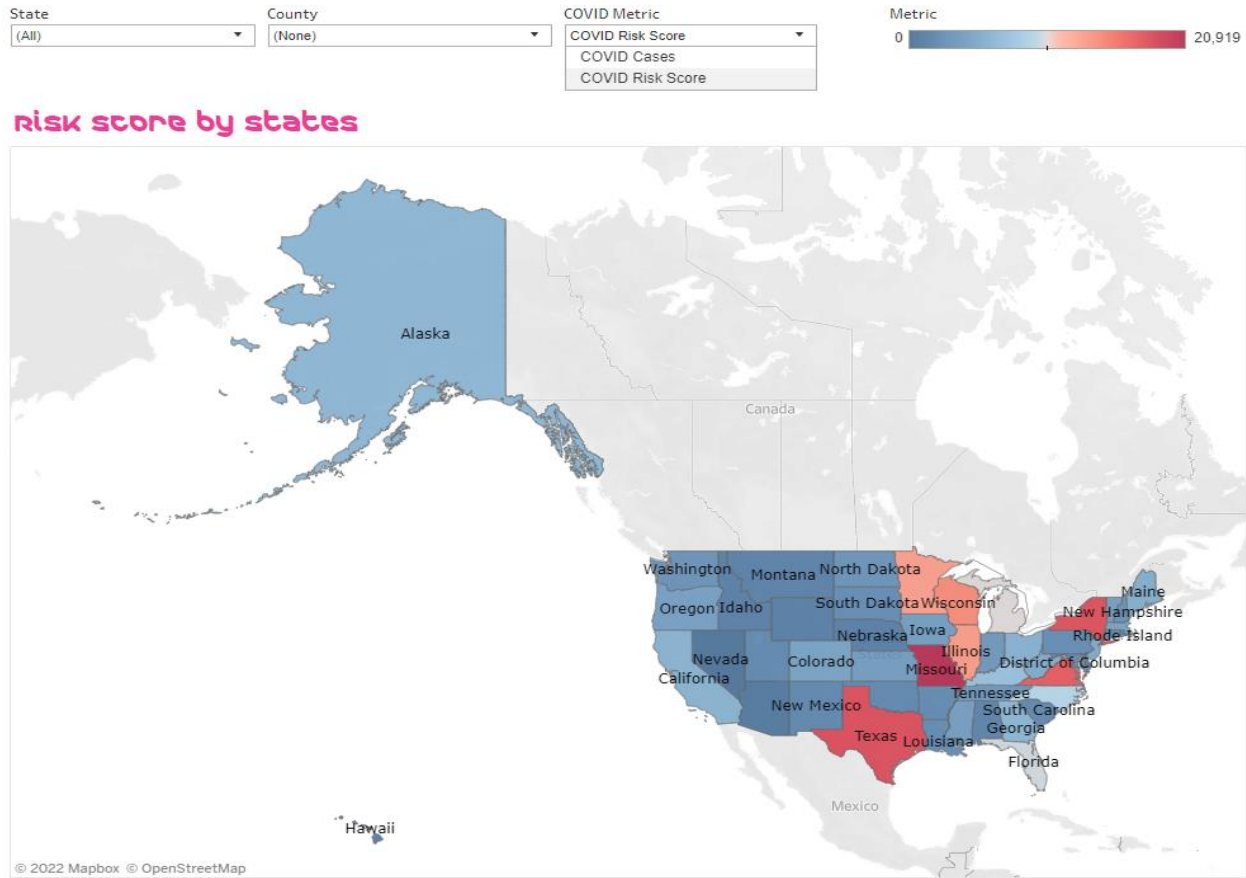 State
County
COVID Metric
Metric
(All)
(None)
COVID Risk Score
0
20,919
COVID Cases
COVID Risk Score
Risk score by states
Alaska
Canada
Washington
Montana
North Dakota
Maine
Oregon
Idaho
South Dakota
Wisconsin
New Hampshire
Nebraska
Iowa
Rhode Island
Nevada
Colorado
Illinois
District of Columbia
California
Missouri
Tennessee
New Mexico
South Carolina
Georgia
Texas
Louisiana
Florida
Mexico
Hawaii
© 2022 Mapbox © OpenStreetMap